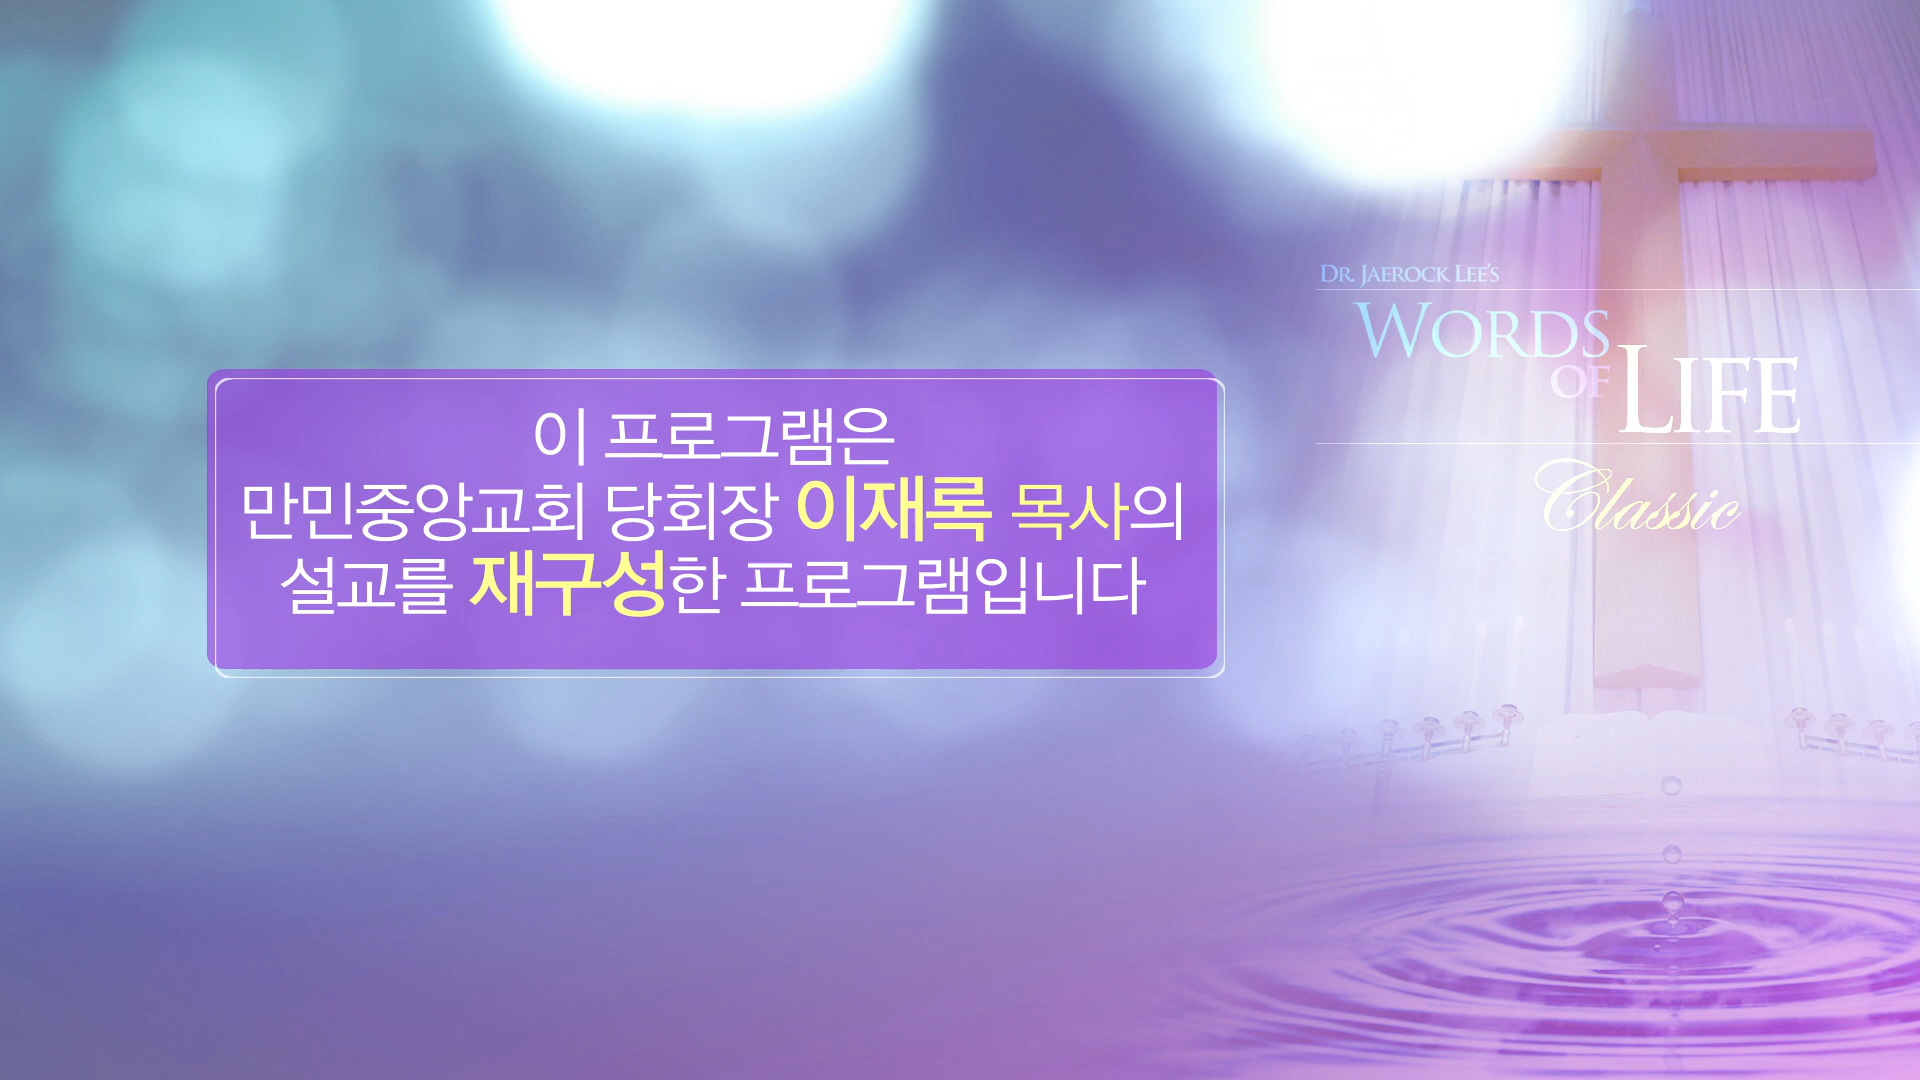 이 프로그램은
만민중앙교회 당회장 이재록 목사의
설교를 재구성한 프로그램입니다
DR. JAEROCK LEE'S
WORDS
OF LIFE
Classic